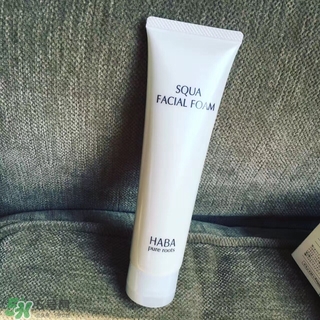 SQUA
FACIAL FOAM
HABA
pure roots